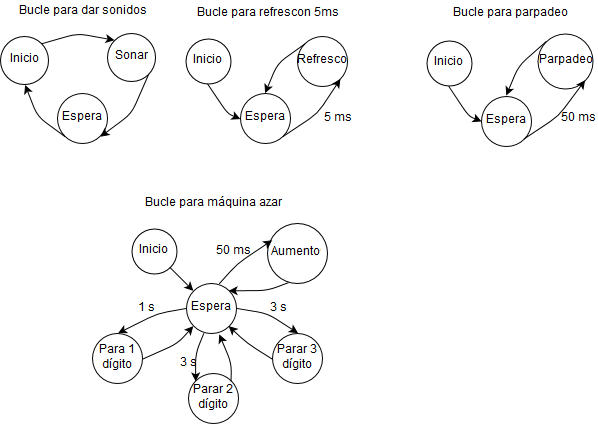 Bucle para dar sonidos
Inicio
Sonar
Espera
Bucle para refrescon 5ms
Inicio
Refresco
Espera
5 ms
Bucle para parpadeo
Inicio
Parpadeo
Espera
50 ms
Bucle para máquina azar
Inicio
50 ms
Aumento
Espera
1 s
3 s
Para 1
dígito
3 s
Parar 3
dígito
Parar 2
dígito